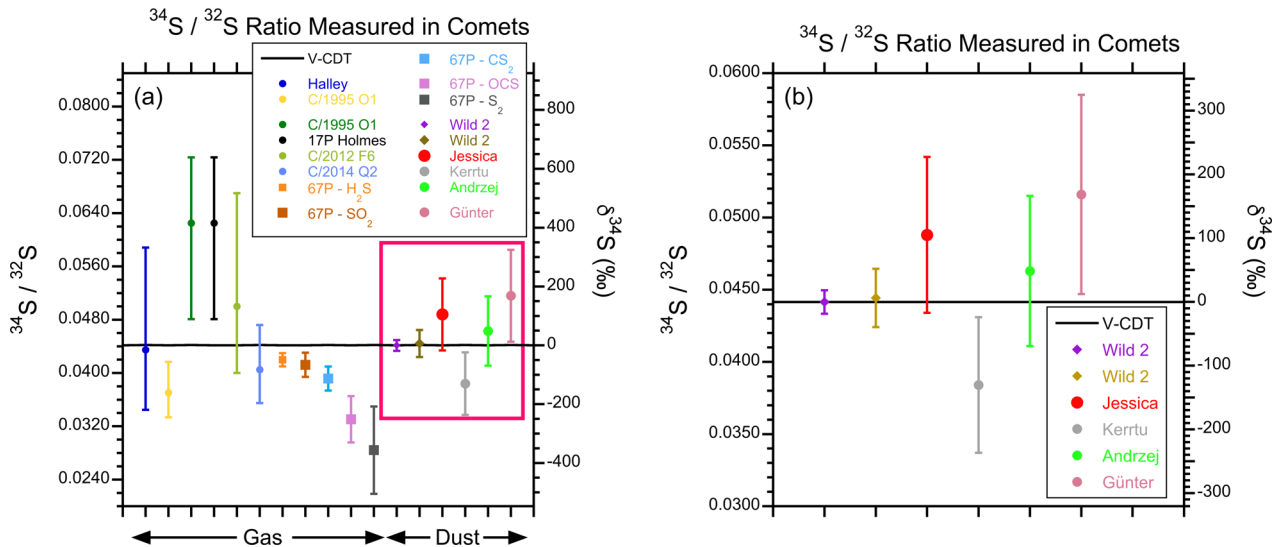 ³⁴S / ³²S Ratio Measured in Comets
(a)
V-CDT
Halley
C/1995 O1
C/1995 O1
17P Holmes
C/2012 F6
C/2014 Q2
67P - H₂S
67P - SO₂
67P - CS₂
67P - OCS
67P - S₂
Wild 2
Wild 2
Jessica
Kerrtu
Andrzej
Günter
³⁴S / ³²S
0.0800
0.0720
0.0640
0.0560
0.0480
0.0400
0.0320
0.0240
800
600
400
200
0
-200
-400
δ³⁴S (‰)
Gas
Dust
³⁴S / ³²S Ratio Measured in Comets
(b)
³⁴S / ³²S
0.0600
0.0550
0.0500
0.0450
0.0400
0.0350
0.0300
300
200
100
0
-100
-200
-300
δ³⁴S (‰)
V-CDT
Wild 2
Wild 2
Jessica
Kerrtu
Andrzej
Günter